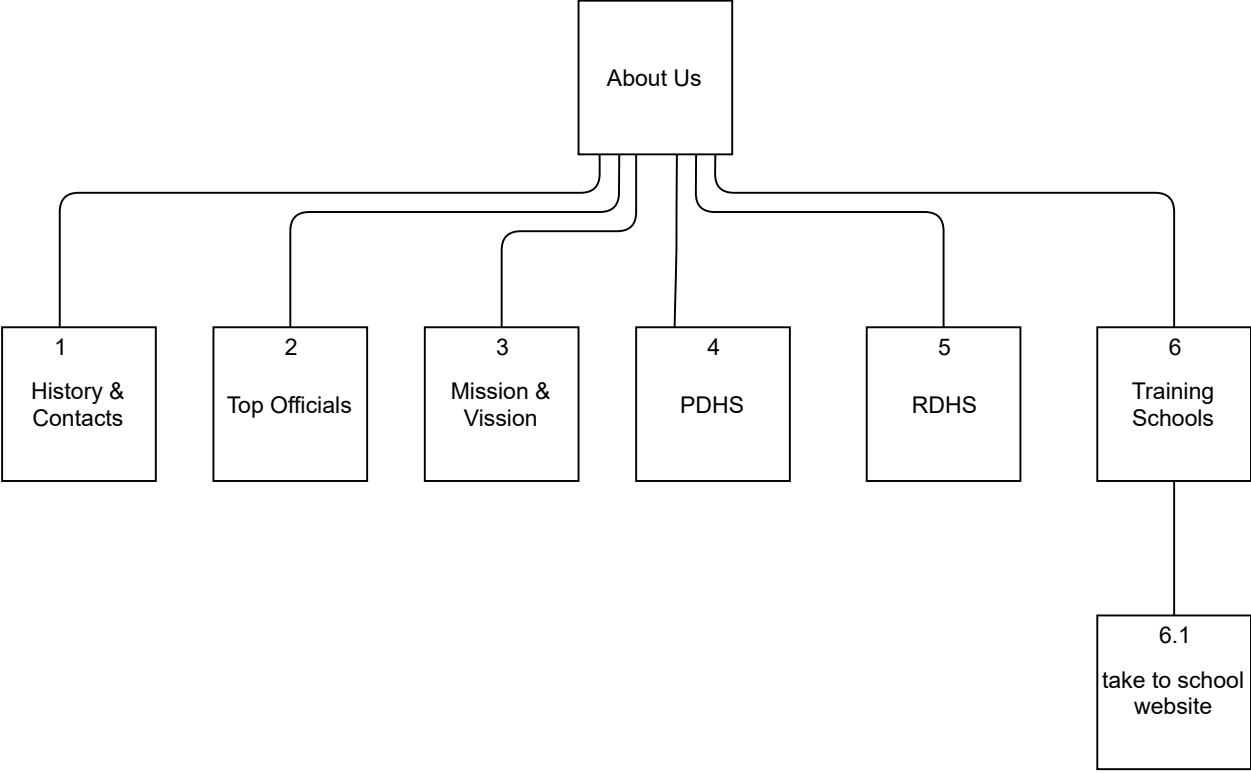 About Us
1
History &
Contacts
2
Top Officials
3
Mission &
Vission
4
PDHS
5
RDHS
6
Training
Schools
6.1
take to school
website